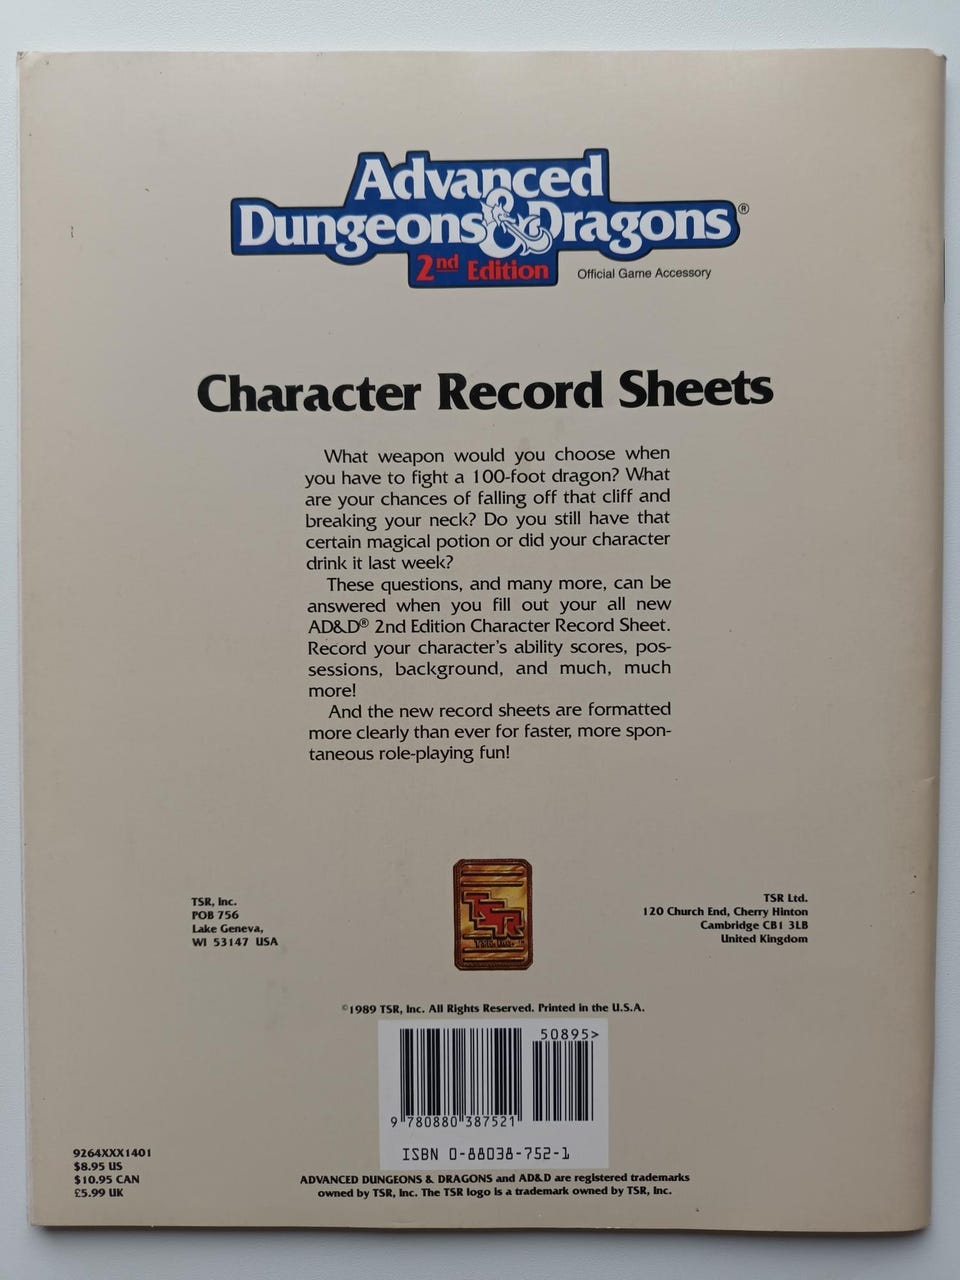 Advanced
Dungeons & Dragons®
2nd Edition
Official Game Accessory
Character Record Sheets
What weapon would you choose when
you have to fight a 100-foot dragon? What
are your chances of falling off that cliff and
breaking your neck? Do you still have that
certain magical potion or did your character
drink it last week?
These questions, and many more, can be
answered when you fill out your all new
AD&D® 2nd Edition Character Record Sheet.
Record your character's ability scores, pos-
sessions, background, and much, much
more!
And the new record sheets are formatted
more clearly than ever for faster, more spon-
taneous role-playing fun!
TSR, Inc.
POB 756
Lake Geneva,
WI 53147 USA
TSR
TSR, Inc.™
TSR Ltd.
120 Church End, Cherry Hinton
Cambridge CB1 3LB
United Kingdom
©1989 TSR, Inc. All Rights Reserved. Printed in the U.S.A.
50895>
9 780880 387521
ISBN 0-88038-752-1
9264XXX1401
$8.95 US
$10.95 CAN
£5.99 UK
ADVANCED DUNGEONS & DRAGONS and AD&D are registered trademarks
owned by TSR, Inc. The TSR logo is a trademark owned by TSR, Inc.